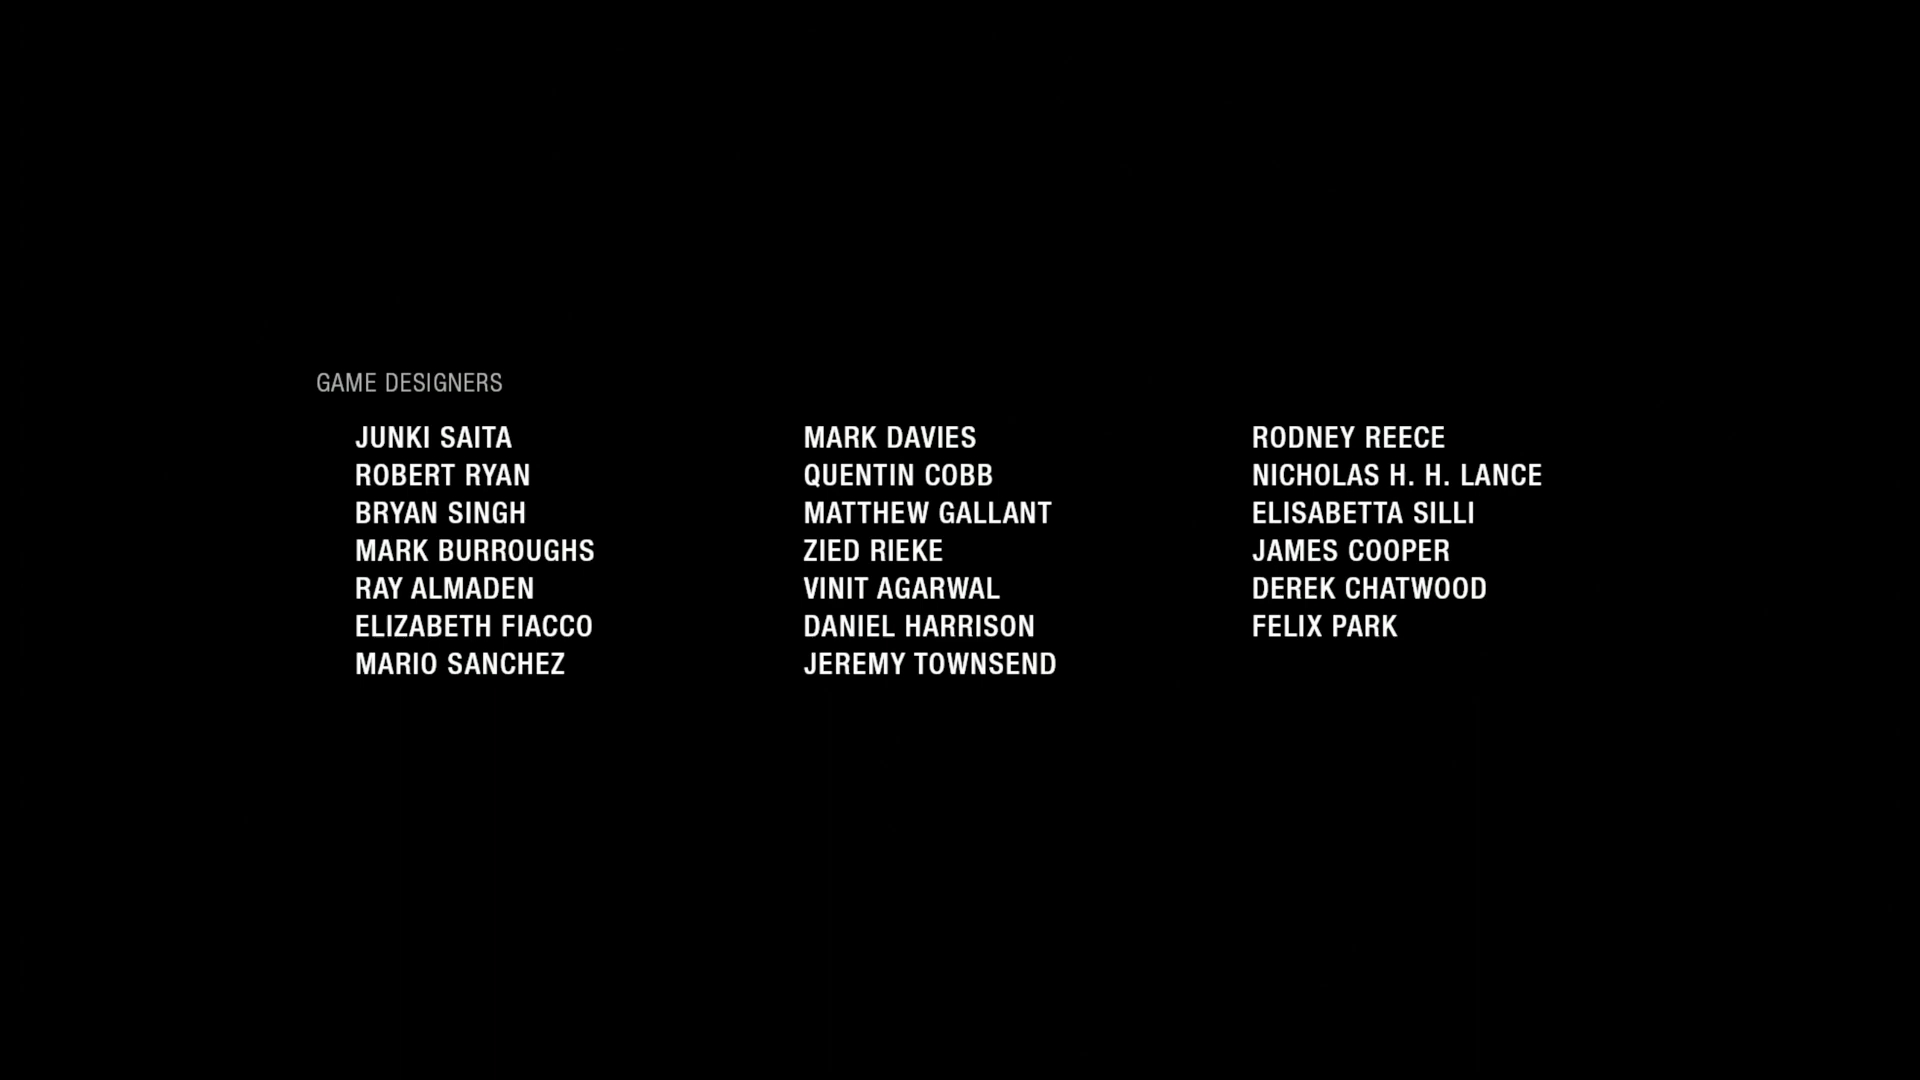 GAME DESIGNERS
JUNKI SAITA
ROBERT RYAN
BRYAN SINGH
MARK BURROUGHS
RAY ALMADEN
ELIZABETH FIACCO
MARIO SANCHEZ
MARK DAVIES
QUENTIN COBB
MATTHEW GALLANT
ZIED RIEKE
VINIT AGARWAL
DANIEL HARRISON
JEREMY TOWNSEND
RODNEY REECE
NICHOLAS H. H. LANCE
ELISABETTA SILLI
JAMES COOPER
DEREK CHATWOOD
FELIX PARK